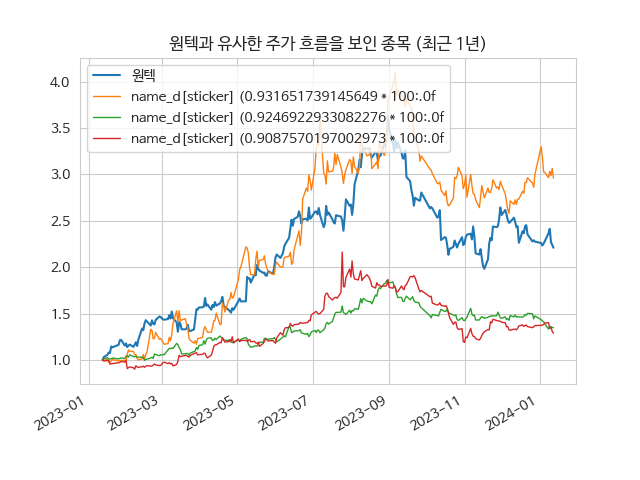 원텍과 유사한 주가 흐름을 보인 종목 (최근 1년)
원텍
name_d[sticker] (0.931651739145649 * 100:.0f
name_d[sticker] (0.9246922933082276 * 100:.0f
name_d[sticker] (0.9087570197002973 * 100:.0f
4.0
3.5
3.0
2.5
2.0
1.5
1.0
2023-01
2023-03
2023-05
2023-07
2023-09
2023-11
2024-01